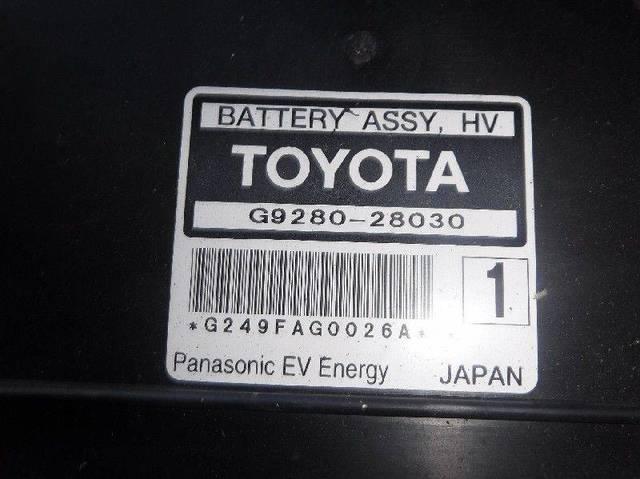 BATTERY ASSY, HV
TOYOTA
G9280-28030
1
*G249FAG0026A*
Panasonic EV Energy JAPAN